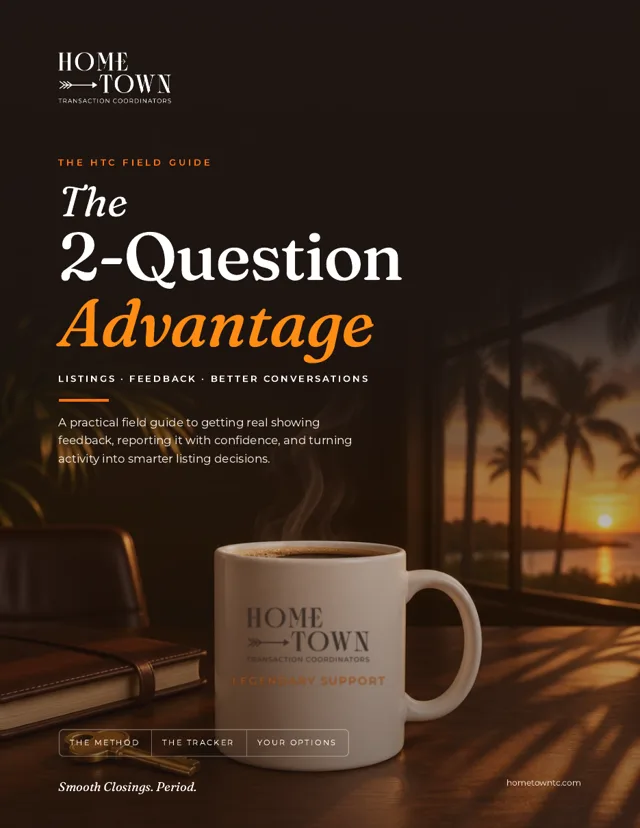 HOME
TOWN
TRANSACTION COORDINATORS
THE HTC FIELD GUIDE
The
2-Question
Advantage
LISTINGS · FEEDBACK · BETTER CONVERSATIONS
A practical field guide to getting real showing
feedback, reporting it with confidence, and turning
activity into smarter listing decisions.
HOME
TOWN
TRANSACTION COORDINATORS
LEGENDARY SUPPORT
THE METHOD
THE TRACKER
YOUR OPTIONS
Smooth Closings. Period.
hometowntc.com